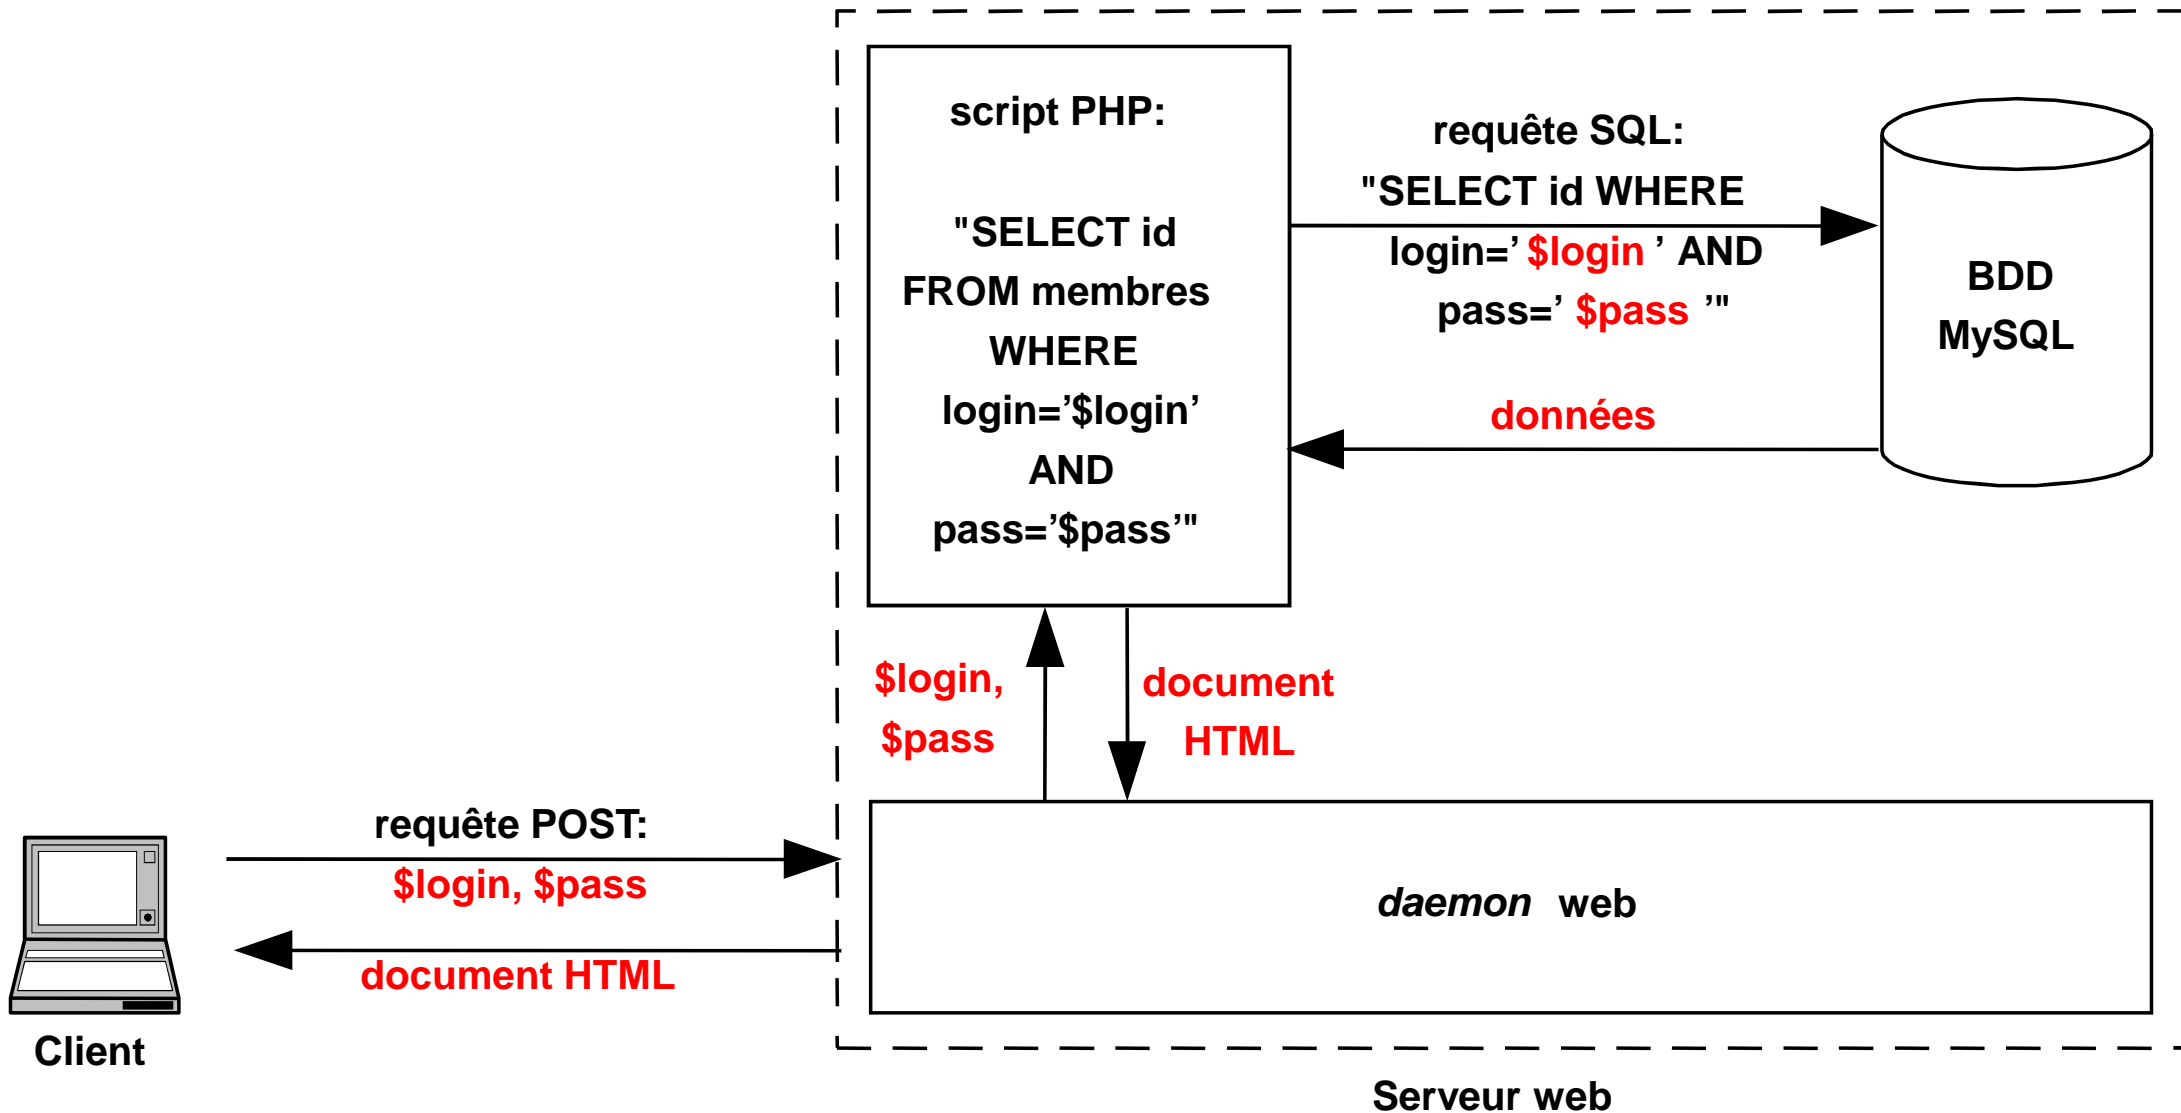 script PHP:
"SELECT id
FROM membres
WHERE
login=’$login’
AND
pass=’$pass’"
requête SQL:
"SELECT id WHERE
login=’ $login ’ AND
pass=’ $pass ’"
données
BDD
MySQL
$login,
$pass
document
HTML
requête POST:
$login, $pass
document HTML
Client
daemon web
Serveur web